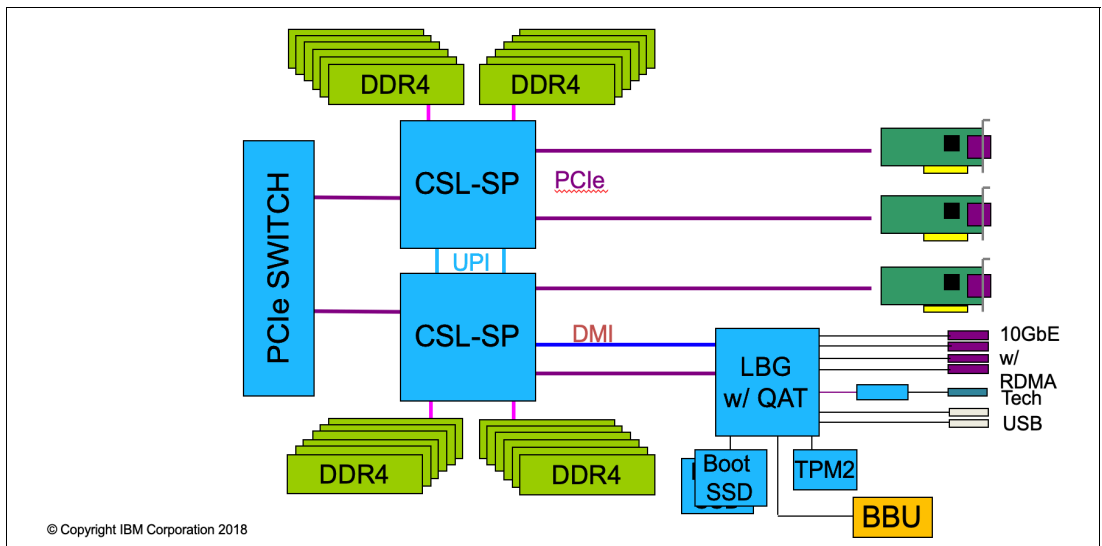 DDR4
DDR4
CSL-SP
PCIe
PCIe SWITCH
UPI
CSL-SP
DMI
LBG
w/ QAT
10GbE
w/
RDMA
Tech
USB
DDR4
DDR4
Boot
SSD
TPM2
BBU
© Copyright IBM Corporation 2018